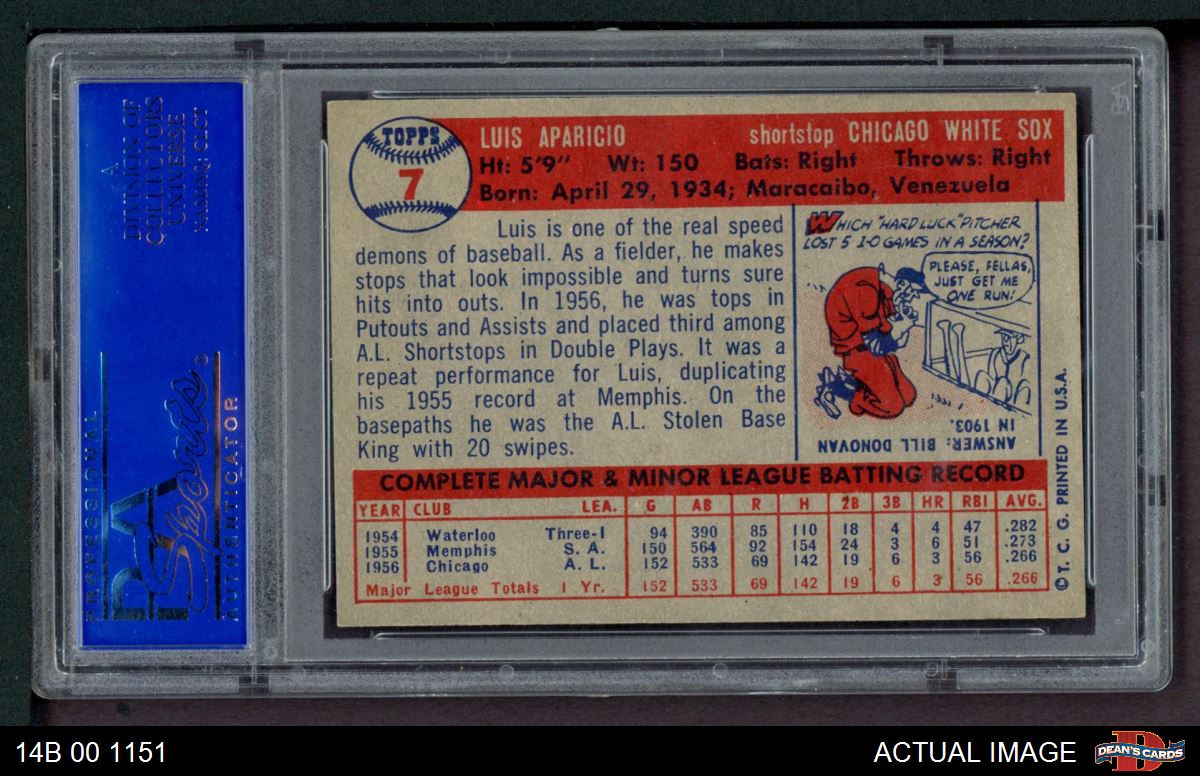 A
DIVISION OF
COLLECTORS
UNIVERSE
NASDAQ: CLCT
PROFESSIONAL
PSA
Sports
AUTHENTICATOR
TOPPS
7
LUIS APARICIO shortstop CHICAGO WHITE SOX
Ht: 5'9" Wt: 150 Bats: Right Throws: Right
Born: April 29, 1934; Maracaibo, Venezuela
Luis is one of the real speed
demons of baseball. As a fielder, he makes
stops that look impossible and turns sure
hits into outs. In 1956, he was tops in
Putouts and Assists and placed third among
A.L. Shortstops in Double Plays. It was a
repeat performance for Luis, duplicating
his 1955 record at Memphis. On the
basepaths he was the A.L. Stolen Base
King with 20 swipes.
WHICH "HARD LUCK" PITCHER
LOST 5 1-0 GAMES IN A SEASON?
PLEASE, FELLAS,
JUST GET ME
ONE RUN!
ANSWER: BILL DONOVAN
IN 1903.
COMPLETE MAJOR & MINOR LEAGUE BATTING RECORD
YEAR CLUB LEA. G AB R H 2B 3B HR RBI AVG.
1954 Waterloo Three-I 94 390 85 110 18 4 4 47 .282
1955 Memphis S. A. 150 564 92 154 24 3 6 51 .273
1956 Chicago A. L. 152 533 69 142 19 6 3 56 .266
Major League Totals 1 Yr. 152 533 69 142 19 6 3 56 .266
© T. C. G. PRINTED IN U.S.A.
14B 00 1151
ACTUAL IMAGE
DEAN'S CARDS